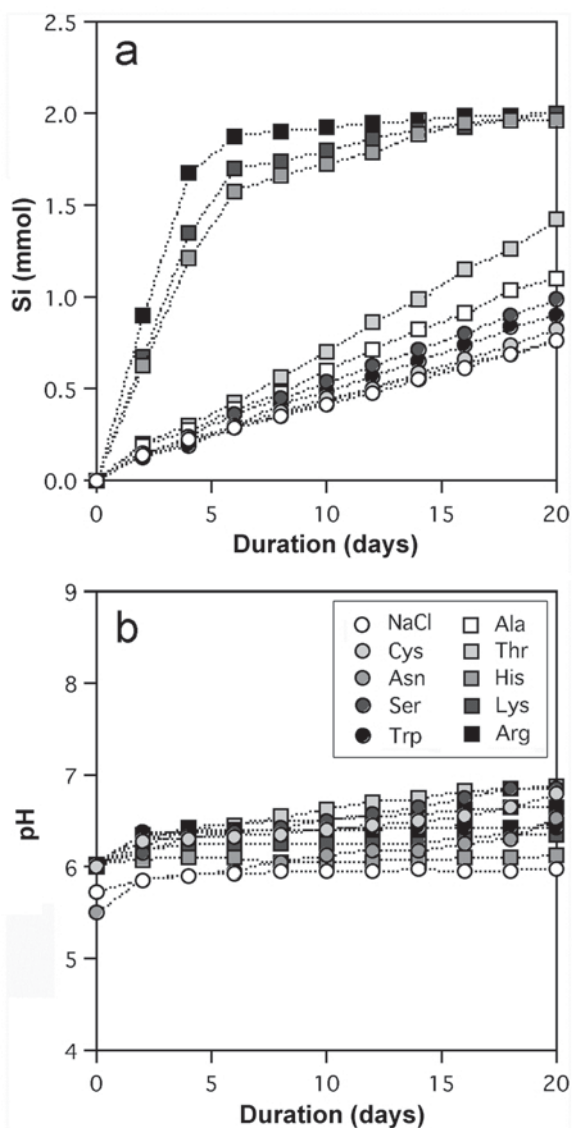 a
2.5
2.0
1.5
1.0
0.5
0.0
Si (mmol)
0 5 10 15 20
Duration (days)
b
9
8
7
6
5
4
pH
NaCl Ala
Cys Thr
Asn His
Ser Lys
Trp Arg
0 5 10 15 20
Duration (days)